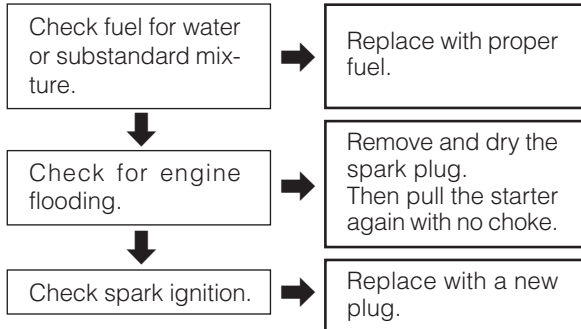 Check fuel for water
or substandard mix-
ture.
Replace with proper
fuel.
Check for engine
flooding.
Remove and dry the
spark plug.
Then pull the starter
again with no choke.
Check spark ignition.
Replace with a new
plug.